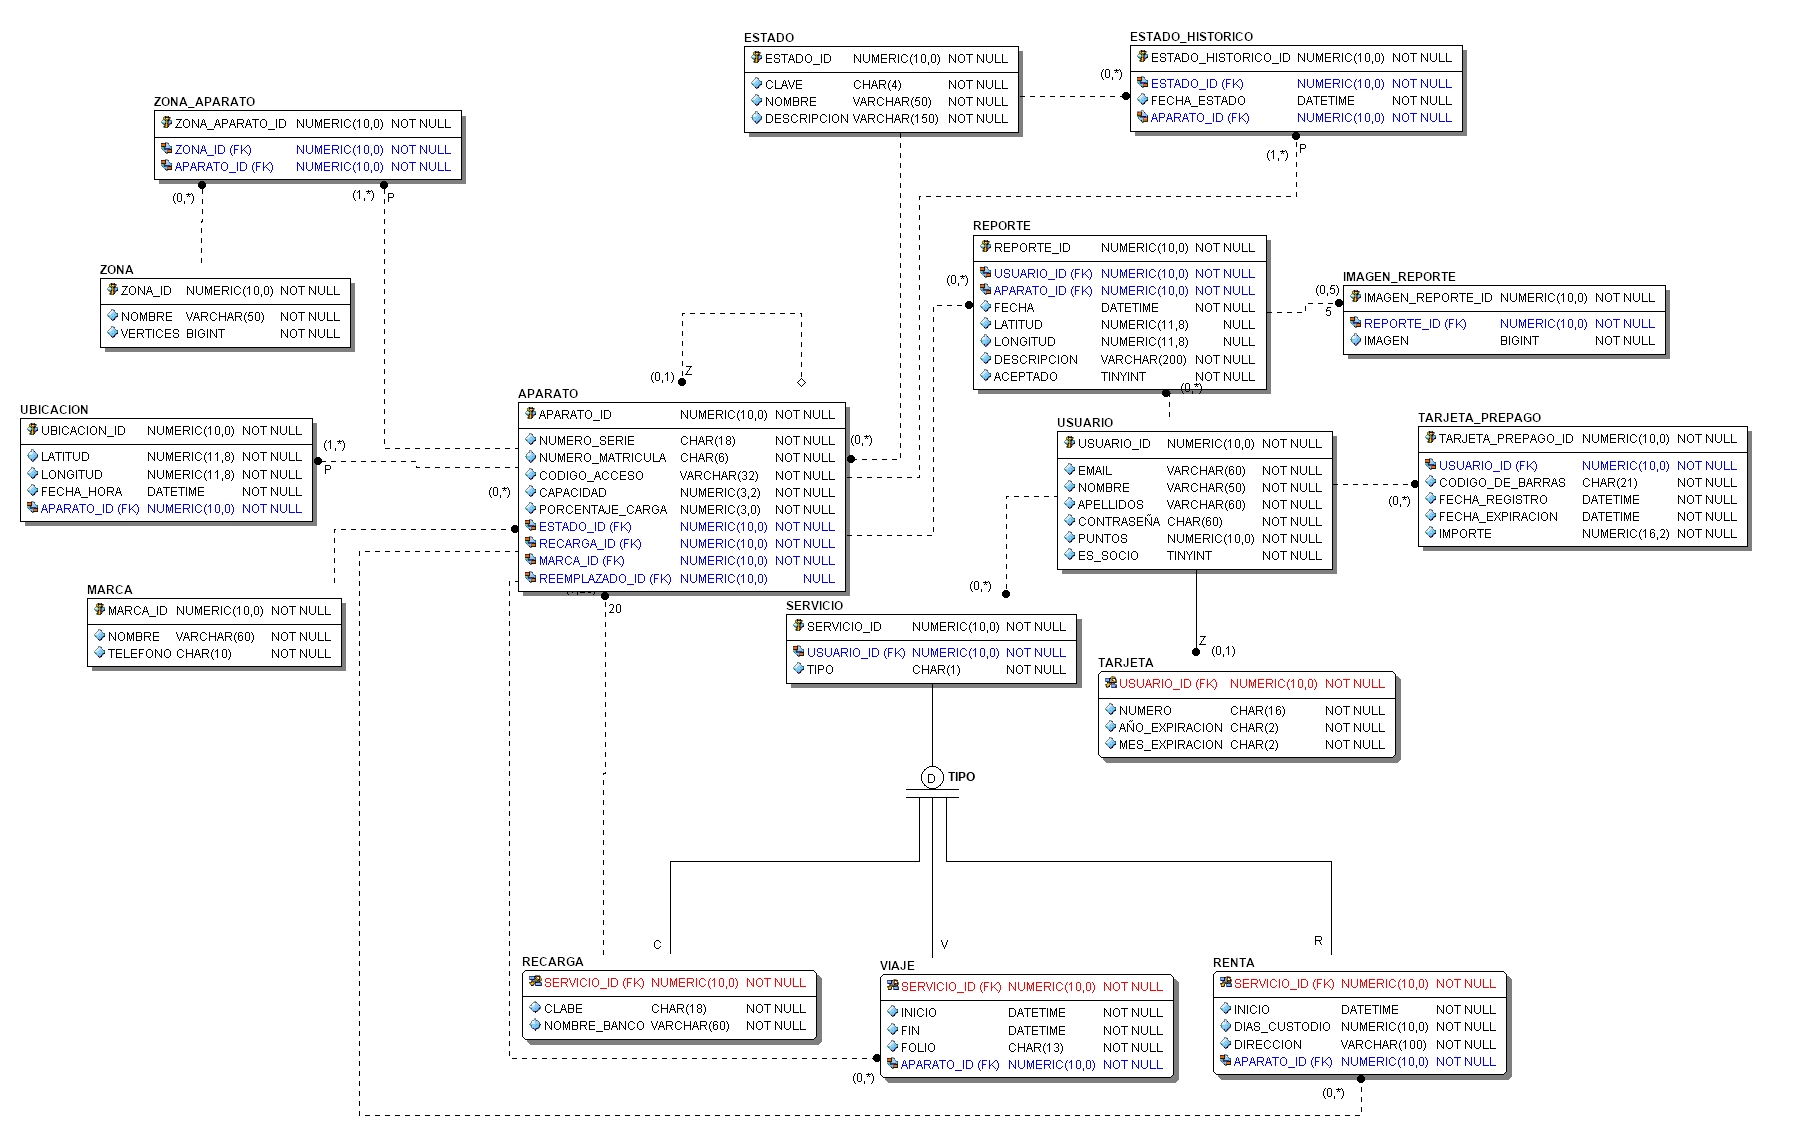 ESTADO
ESTADO_ID NUMERIC(10,0) NOT NULL
CLAVE CHAR(4) NOT NULL
NOMBRE VARCHAR(50) NOT NULL
DESCRIPCION VARCHAR(150) NOT NULL
(0,*)
ESTADO_HISTORICO
ESTADO_HISTORICO_ID NUMERIC(10,0) NOT NULL
ESTADO_ID (FK) NUMERIC(10,0) NOT NULL
FECHA_ESTADO DATETIME NOT NULL
APARATO_ID (FK) NUMERIC(10,0) NOT NULL
(1,*) P
ZONA_APARATO
ZONA_APARATO_ID NUMERIC(10,0) NOT NULL
ZONA_ID (FK) NUMERIC(10,0) NOT NULL
APARATO_ID (FK) NUMERIC(10,0) NOT NULL
(0,*)
(1,*) P
ZONA
ZONA_ID NUMERIC(10,0) NOT NULL
NOMBRE VARCHAR(50) NOT NULL
VERTICES BIGINT NOT NULL
REPORTE
REPORTE_ID NUMERIC(10,0) NOT NULL
USUARIO_ID (FK) NUMERIC(10,0) NOT NULL
APARATO_ID (FK) NUMERIC(10,0) NOT NULL
FECHA DATETIME NOT NULL
LATITUD NUMERIC(11,8) NULL
LONGITUD NUMERIC(11,8) NULL
DESCRIPCION VARCHAR(200) NOT NULL
ACEPTADO TINYINT NOT NULL
(0,*)
(0,*)
IMAGEN_REPORTE
(0,5)
5
IMAGEN_REPORTE_ID NUMERIC(10,0) NOT NULL
REPORTE_ID (FK) NUMERIC(10,0) NOT NULL
IMAGEN BIGINT NOT NULL
(0,1) Z
APARATO
APARATO_ID NUMERIC(10,0) NOT NULL
NUMERO_SERIE CHAR(18) NOT NULL
NUMERO_MATRICULA CHAR(6) NOT NULL
CODIGO_ACCESO VARCHAR(32) NOT NULL
CAPACIDAD NUMERIC(3,2) NOT NULL
PORCENTAJE_CARGA NUMERIC(3,0) NOT NULL
ESTADO_ID (FK) NUMERIC(10,0) NOT NULL
RECARGA_ID (FK) NUMERIC(10,0) NOT NULL
MARCA_ID (FK) NUMERIC(10,0) NOT NULL
REEMPLAZADO_ID (FK) NUMERIC(10,0) NULL
(0,*)
(0,*)
20
UBICACION
UBICACION_ID NUMERIC(10,0) NOT NULL
LATITUD NUMERIC(11,8) NOT NULL
LONGITUD NUMERIC(11,8) NOT NULL
FECHA_HORA DATETIME NOT NULL
APARATO_ID (FK) NUMERIC(10,0) NOT NULL
(1,*)
P
USUARIO
USUARIO_ID NUMERIC(10,0) NOT NULL
EMAIL VARCHAR(60) NOT NULL
NOMBRE VARCHAR(50) NOT NULL
APELLIDOS VARCHAR(60) NOT NULL
CONTRASEÑA CHAR(60) NOT NULL
PUNTOS NUMERIC(10,0) NOT NULL
ES_SOCIO TINYINT NOT NULL
TARJETA_PREPAGO
TARJETA_PREPAGO_ID NUMERIC(10,0) NOT NULL
USUARIO_ID (FK) NUMERIC(10,0) NOT NULL
CODIGO_DE_BARRAS CHAR(21) NOT NULL
FECHA_REGISTRO DATETIME NOT NULL
FECHA_EXPIRACION DATETIME NOT NULL
IMPORTE NUMERIC(16,2) NOT NULL
(0,*)
MARCA
MARCA_ID NUMERIC(10,0) NOT NULL
NOMBRE VARCHAR(60) NOT NULL
TELEFONO CHAR(10) NOT NULL
(0,*)
SERVICIO
SERVICIO_ID NUMERIC(10,0) NOT NULL
USUARIO_ID (FK) NUMERIC(10,0) NOT NULL
TIPO CHAR(1) NOT NULL
Z
(0,1)
TARJETA
USUARIO_ID (FK) NUMERIC(10,0) NOT NULL
NUMERO CHAR(16) NOT NULL
AÑO_EXPIRACION CHAR(2) NOT NULL
MES_EXPIRACION CHAR(2) NOT NULL
D TIPO
C
V
R
RECARGA
SERVICIO_ID (FK) NUMERIC(10,0) NOT NULL
CLABE CHAR(18) NOT NULL
NOMBRE_BANCO VARCHAR(60) NOT NULL
VIAJE
SERVICIO_ID (FK) NUMERIC(10,0) NOT NULL
INICIO DATETIME NOT NULL
FIN DATETIME NOT NULL
FOLIO CHAR(13) NOT NULL
APARATO_ID (FK) NUMERIC(10,0) NOT NULL
(0,*)
RENTA
SERVICIO_ID (FK) NUMERIC(10,0) NOT NULL
INICIO DATETIME NOT NULL
DIAS_CUSTODIO NUMERIC(10,0) NOT NULL
DIRECCION VARCHAR(100) NOT NULL
APARATO_ID (FK) NUMERIC(10,0) NOT NULL
(0,*)